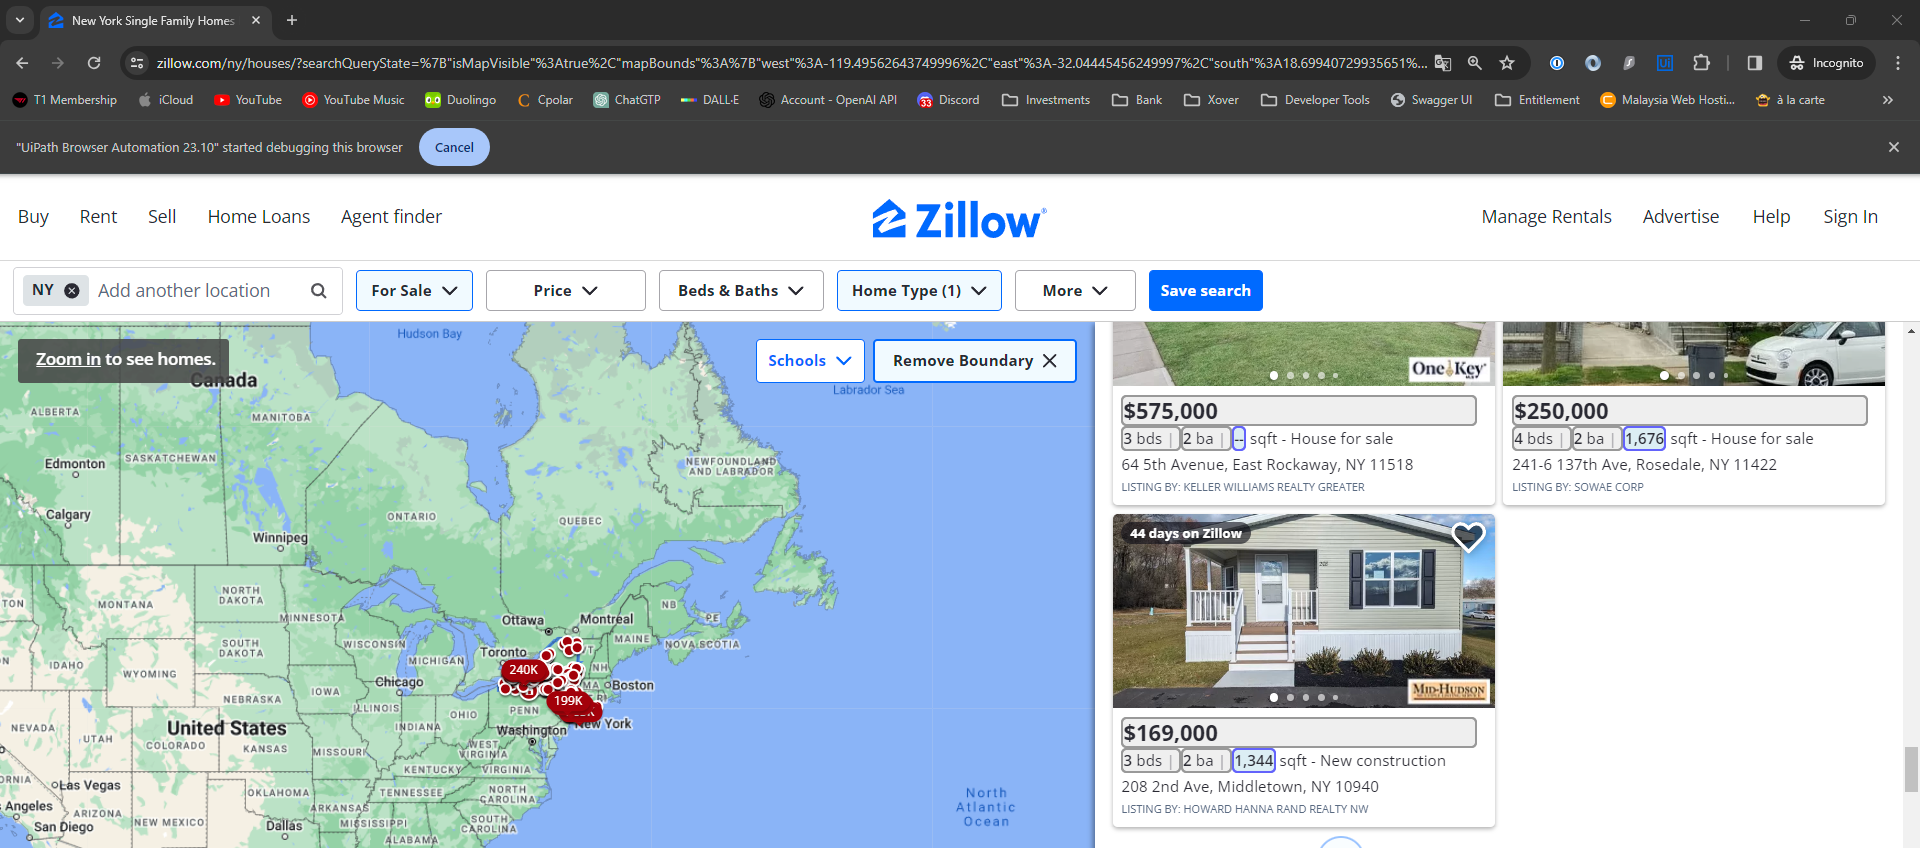 New York Single Family Homes
zillow.com/ny/houses/?searchQueryState=%7B"isMapVisible"%3Atrue%2C"mapBounds"%3A%7B"west"%3A-119.49562643749996%2C"east"%3A-32.04445456249997%2C"south"%3A18.69940729935651%...
Incognito
T1 Membership
iCloud
YouTube
YouTube Music
Duolingo
Cpolar
ChatGTP
DALL·E
Account - OpenAI API
Discord
Investments
Bank
Xover
Developer Tools
Swagger UI
Entitlement
Malaysia Web Hosti...
à la carte
"UiPath Browser Automation 23.10" started debugging this browser
Cancel
Buy
Rent
Sell
Home Loans
Agent finder
Zillow
Manage Rentals
Advertise
Help
Sign In
NY
Add another location
For Sale
Price
Beds & Baths
Home Type (1)
More
Save search
Zoom in to see homes.
Schools
Remove Boundary
Hudson Bay
Canada
Labrador Sea
ALBERTA
MANITOBA
Edmonton
SASKATCHEWAN
NEWFOUNDLAND
AND LABRADOR
Calgary
ONTARIO
QUEBEC
Winnipeg
NORTH
DAKOTA
MONTANA
MINNESOTA
Ottawa
Montreal
NB
PE
MAINE
NOVA SCOTIA
WISCONSIN
SOUTH
DAKOTA
Toronto
IDAHO
WYOMING
MICHIGAN
240K
NH
MA
Boston
Chicago
NEBRASKA
IOWA
ILLINOIS
199K
OHIO
PENN
New York
NEVADA
UTAH
United States
COLORADO
KANSAS
MISSOURI
INDIANA
Washington
WEST
VIRGINIA
KENTUCKY
VIRGINIA
Las Vegas
OKLAHOMA
TENNESSEE
NORTH
CAROLINA
Angeles
ARIZONA
NEW MEXICO
ARKANSAS
MISSISSIPPI
SOUTH
CAROLINA
San Diego
Dallas
ALABAMA
North
Atlantic
Ocean
OneKey
$575,000
3 bds | 2 ba | -- sqft - House for sale
64 5th Avenue, East Rockaway, NY 11518
LISTING BY: KELLER WILLIAMS REALTY GREATER
$250,000
4 bds | 2 ba | 1,676 sqft - House for sale
241-6 137th Ave, Rosedale, NY 11422
LISTING BY: SOWAE CORP
44 days on Zillow
MID-HUDSON
$169,000
3 bds | 2 ba | 1,344 sqft - New construction
208 2nd Ave, Middletown, NY 10940
LISTING BY: HOWARD HANNA RAND REALTY NW